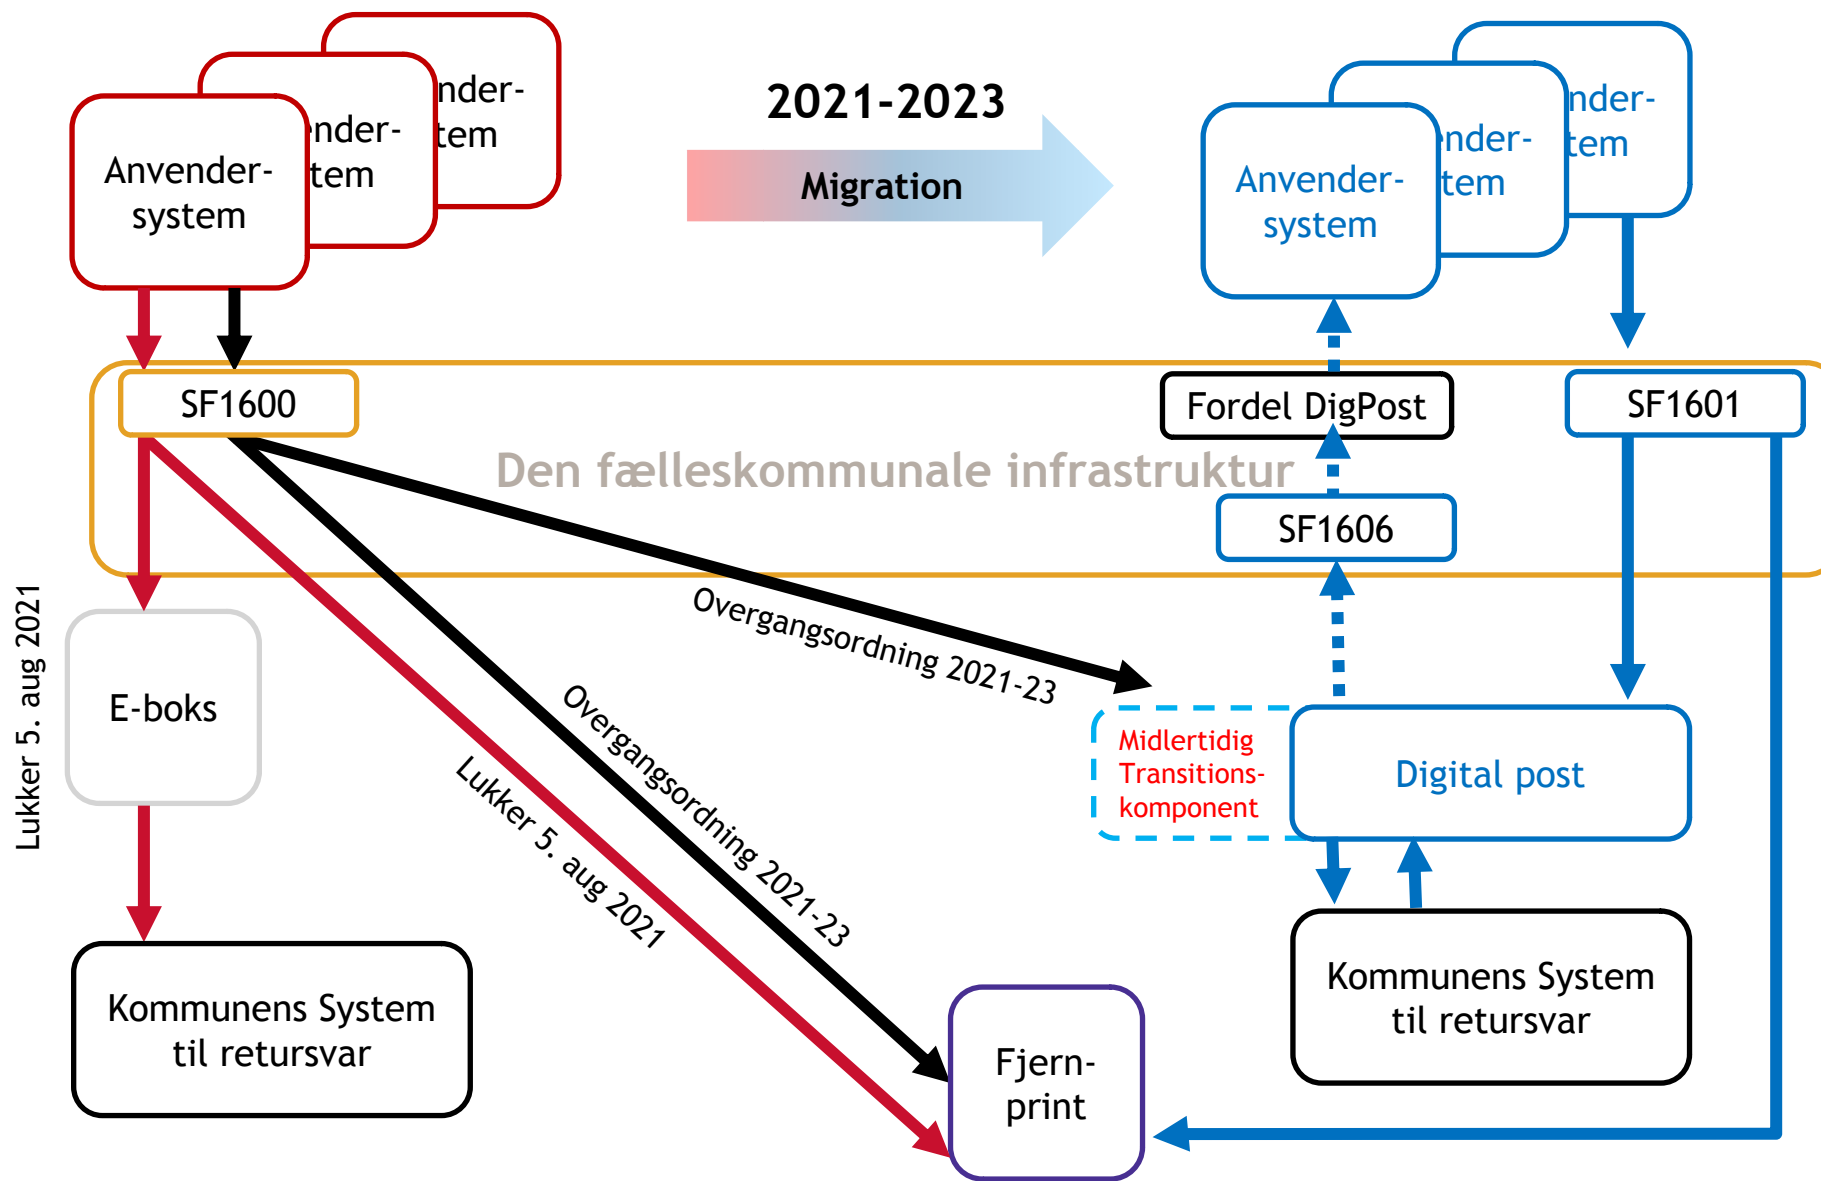 nder-
tem
ender-
tem
Anvender-
system
2021-2023
Migration
nder-
tem
ender-
tem
Anvender-
system
SF1600
Fordel DigPost
SF1601
Den fælleskommunale infrastruktur
SF1606
Overgangsordning 2021-23
Overgangsordning 2021-23
Lukker 5. aug 2021
Lukker 5. aug 2021
E-boks
Midlertidig
Transitions-
komponent
Digital post
Kommunens System
til retursvar
Fjern-
print
Kommunens System
til retursvar